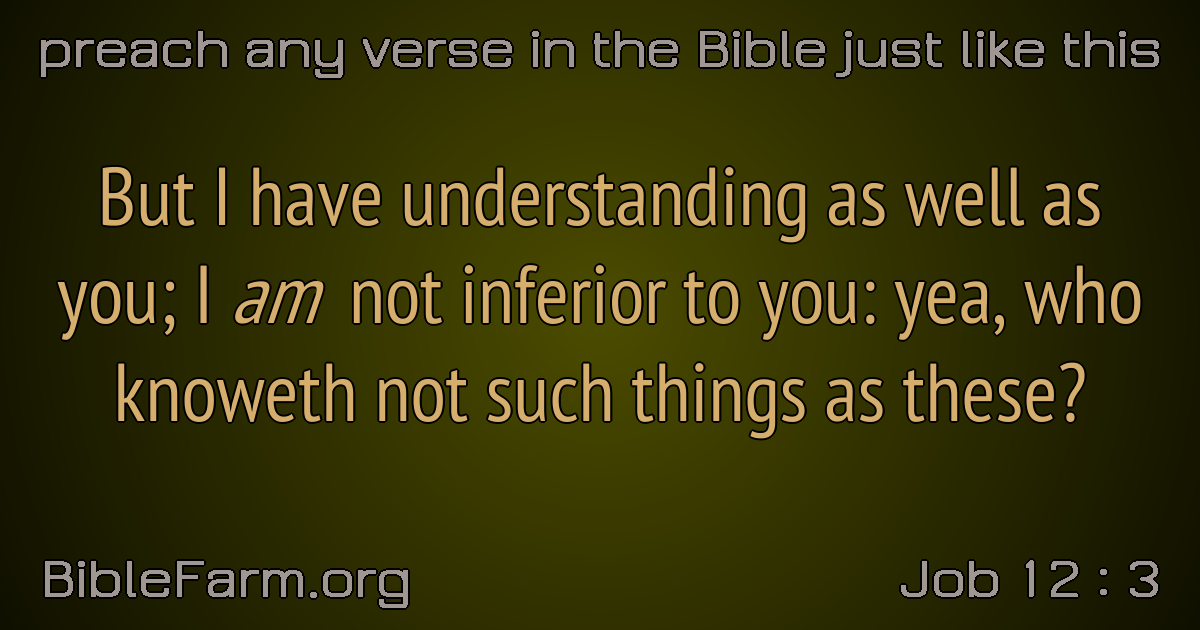 preach any verse in the Bible just like this
But I have understanding as well as
you; I am not inferior to you: yea, who
knoweth not such things as these?
BibleFarm.org
Job 12 : 3